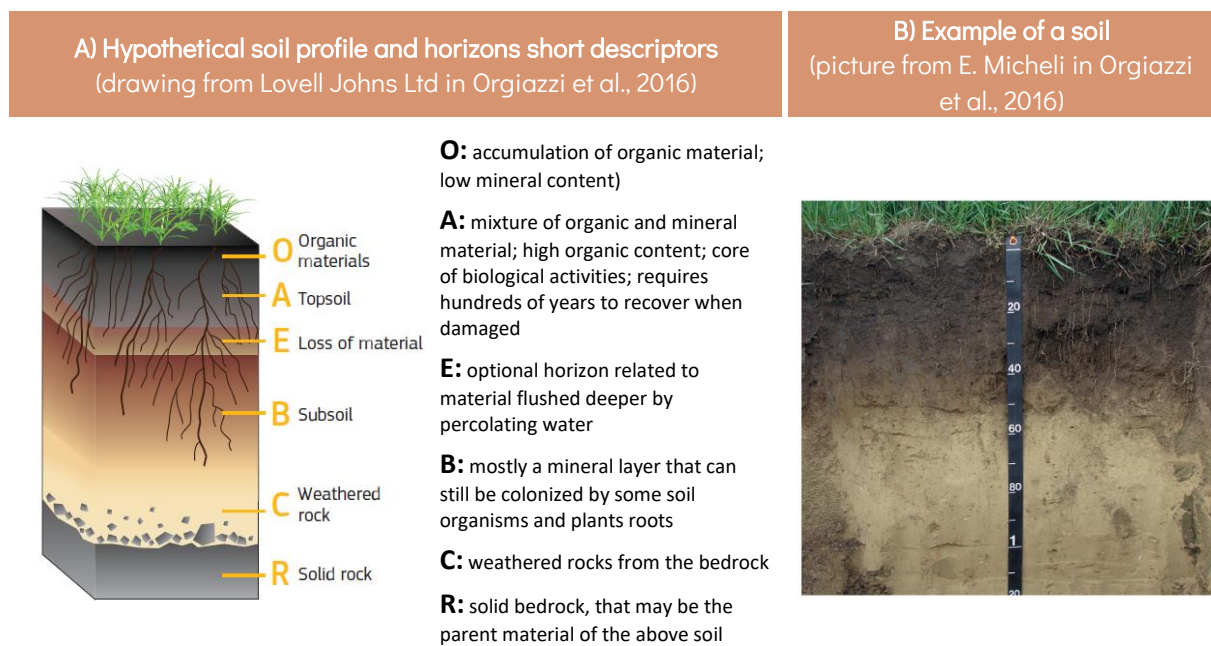 A) Hypothetical soil profile and horizons short descriptors
(drawing from Lovell Johns Ltd in Orgiazzi et al., 2016)
B) Example of a soil
(picture from E. Micheli in Orgiazzi
et al., 2016)
O Organic
materials
A Topsoil
E Loss of material
B Subsoil
C Weathered
rock
R Solid rock
O: accumulation of organic material;
low mineral content)
A: mixture of organic and mineral
material; high organic content; core
of biological activities; requires
hundreds of years to recover when
damaged
E: optional horizon related to
material flushed deeper by
percolating water
B: mostly a mineral layer that can
still be colonized by some soil
organisms and plants roots
C: weathered rocks from the bedrock
R: solid bedrock, that may be the
parent material of the above soil
20
40
60
80
1
20